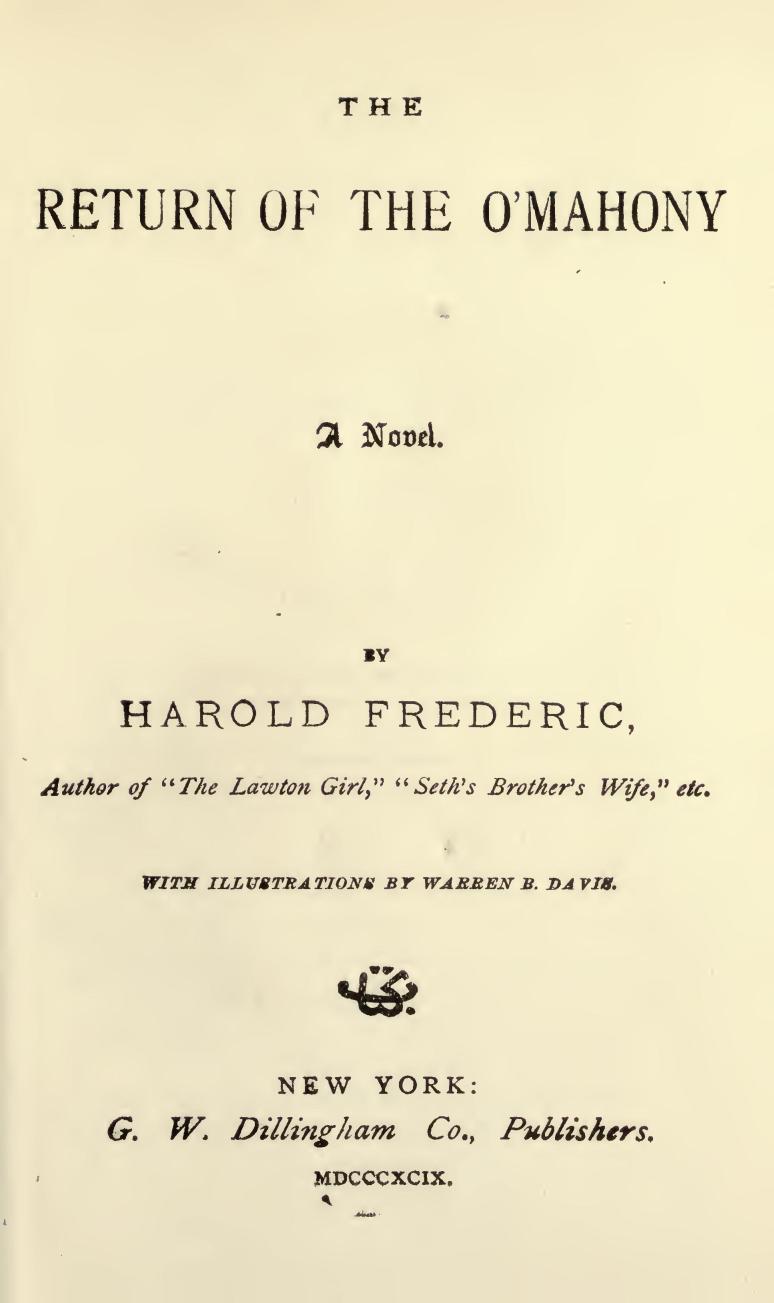 THE
RETURN OF THE O'MAHONY
A Novel.
BY
HAROLD FREDERIC,
Author of "The Lawton Girl," "Seth's Brother's Wife," etc.
WITH ILLUSTRATIONS BY WARREN B. DAVIS.
NEW YORK:
G. W. Dillingham Co., Publishers.
MDCCCXCIX.